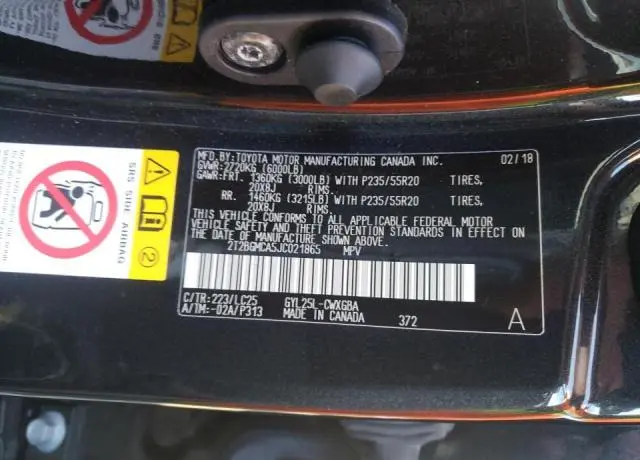 MFD.BY:TOYOTA MOTOR MANUFACTURING CANADA INC. 02/18
GVWR:2720KG (6000LB)
GAWR:FRT. 1360KG (3000LB) WITH P235/55R20 TIRES,
20X8J RIMS,
RR. 1460KG (3215LB) WITH P235/55R20 TIRES,
20X8J RIMS,
THIS VEHICLE CONFORMS TO ALL APPLICABLE FEDERAL MOTOR
VEHICLE SAFETY AND THEFT PREVENTION STANDARDS IN EFFECT ON
THE DATE OF MANUFACTURE SHOWN ABOVE.
2T2BGMCA5JC021865 MPV
C/TR:223/LC25 GYL25L-CWXGBA
A/TM:-02A/P313 MADE IN CANADA 372 A
SRS SIDE AIRBAG
2